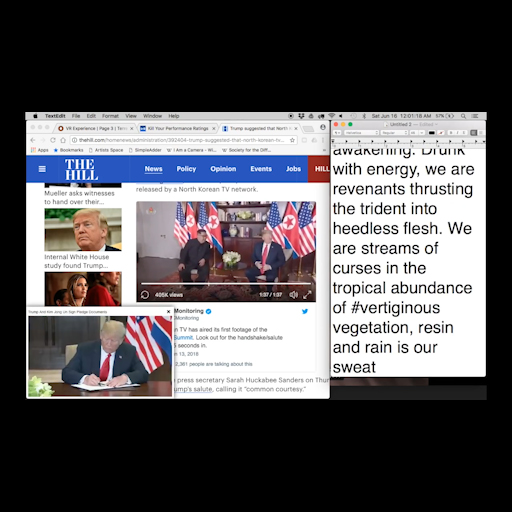 TextEdit File Edit Format View Window Help
57% Sat Jun 16 12:01:18 AM
VR Experience | Page 3 |
Kill Your Performance Ratings
Trump suggested that North
thehill.com/homenews/administration/392404-trump-suggested-that-north-korean-
Apps Bookmarks Artists Space SimpleAdder I Am a Camera - W... Society for the Diff...
THE
HILL
News Policy Opinion Events Jobs HILL
released by a North Korean TV network.
Mueller asks witnesses
to hand over their...
Internal White House
study found Trump...
405K views 1:37 / 1:37
Monitoring
Monitoring
n TV has aired its first footage of the
Summit. Look for the handshake/salute
seconds in.
13, 2018
2,381 people are talking about this
Trump And Kim Jong Un Sign Pledge Documents
press secretary Sarah Huckabee Sanders on Thur
ump's salute, calling it "common courtesy."
Untitled 2
Helvetica Regular
awakening. Drunk
with energy, we are
revenants thrusting
the trident into
heedless flesh. We
are streams of
curses in the
tropical abundance
of #vertiginous
vegetation, resin
and rain is our
sweat